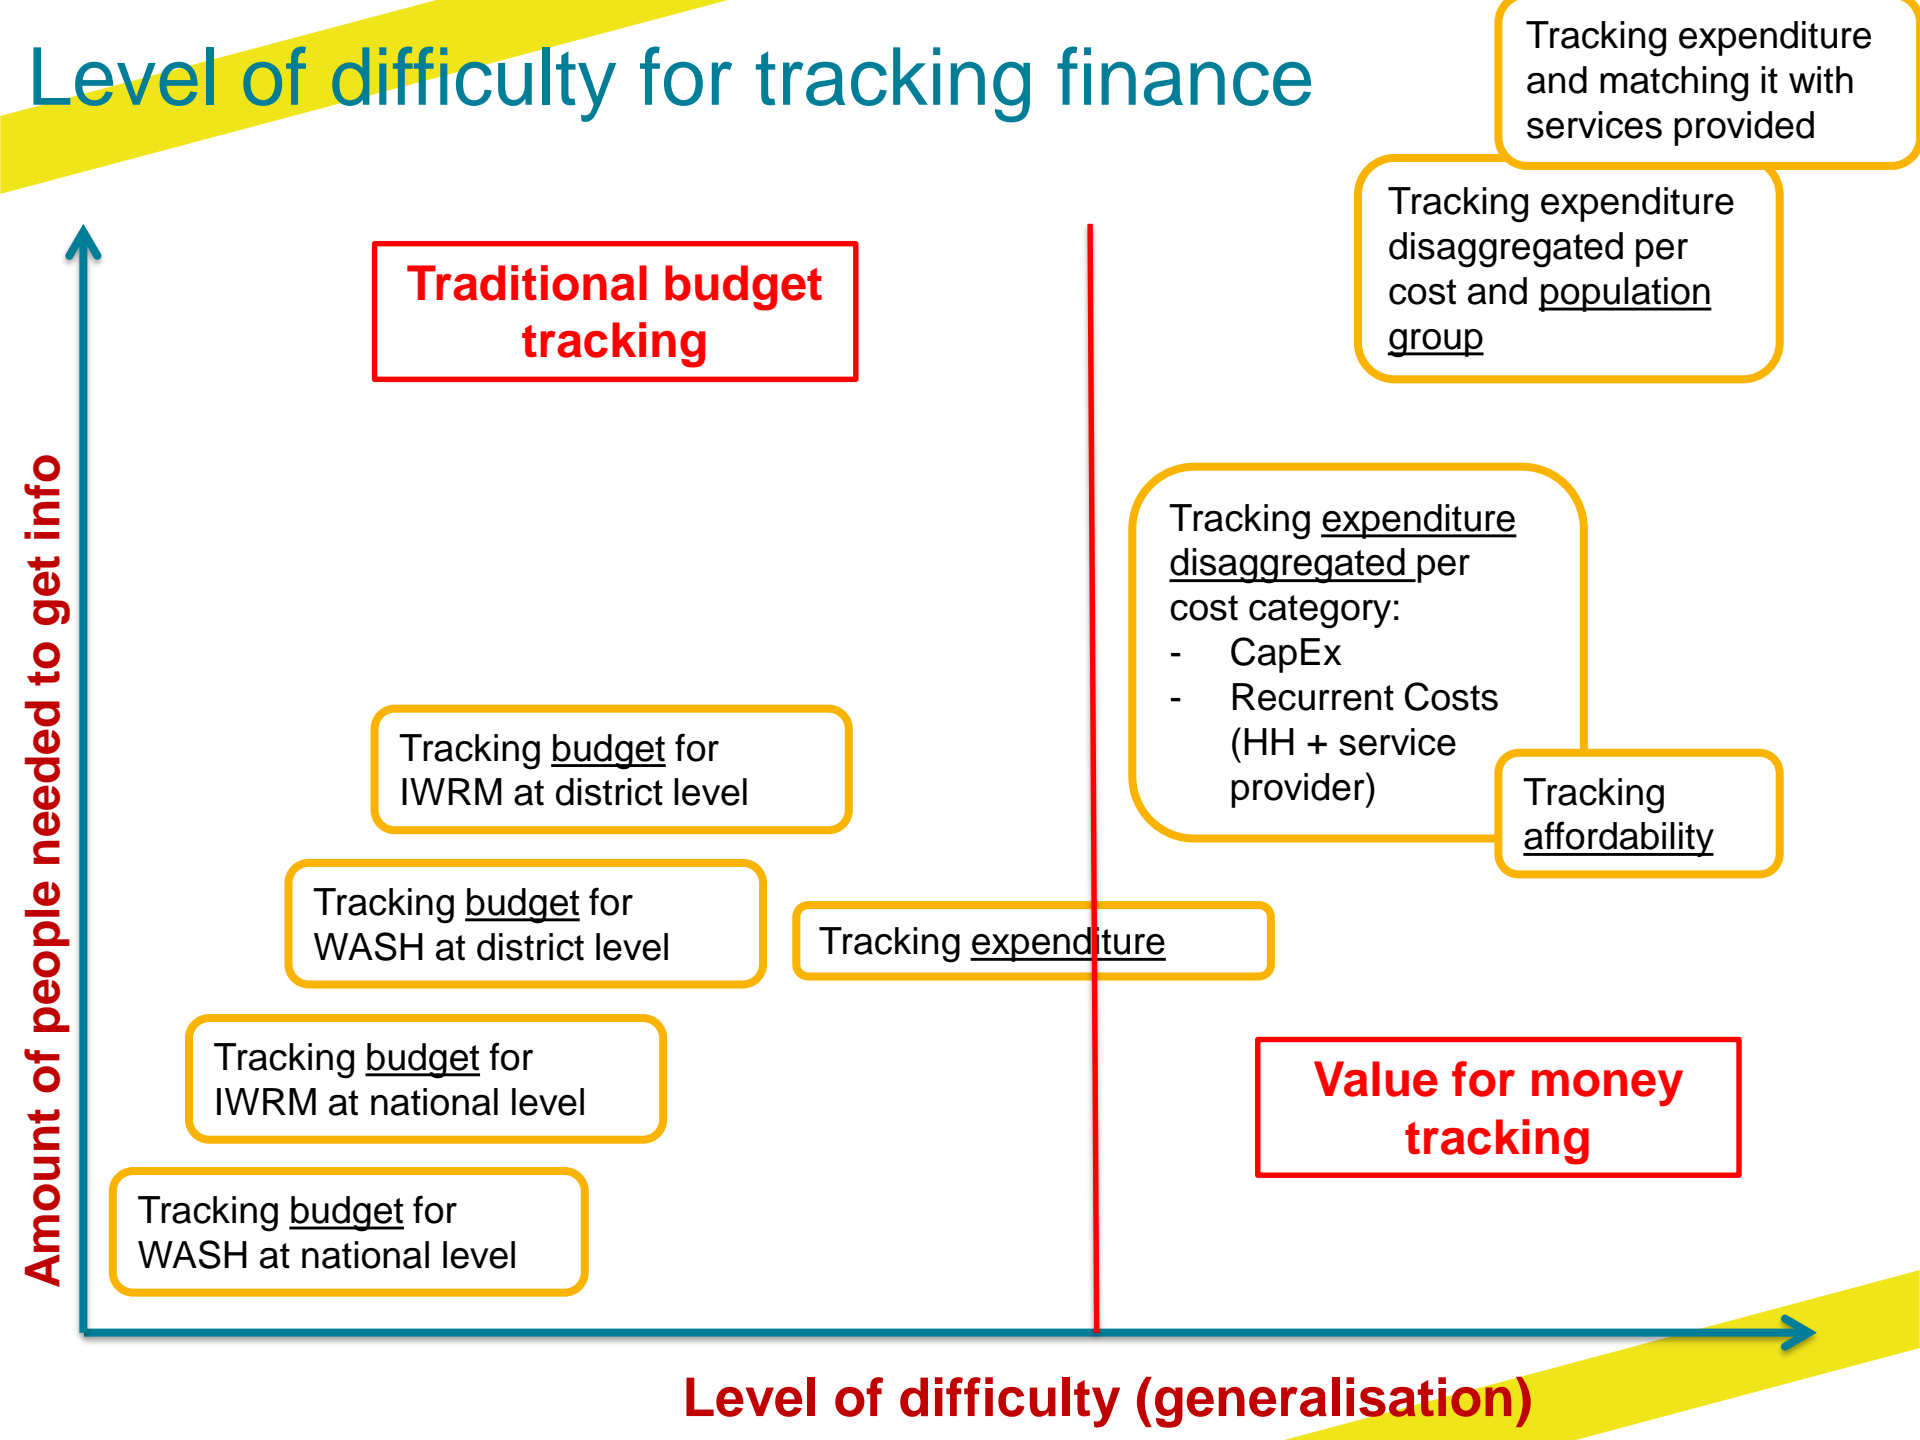 Level of difficulty for tracking finance
Tracking expenditure
and matching it with
services provided
Tracking expenditure
disaggregated per
cost and population
group
Traditional budget
tracking
Amount of people needed to get info
Tracking expenditure
disaggregated per
cost category:
- CapEx
- Recurrent Costs
(HH + service
provider)
Tracking
affordability
Tracking budget for
IWRM at district level
Tracking budget for
WASH at district level
Tracking expenditure
Tracking budget for
IWRM at national level
Value for money
tracking
Tracking budget for
WASH at national level
Level of difficulty (generalisation)